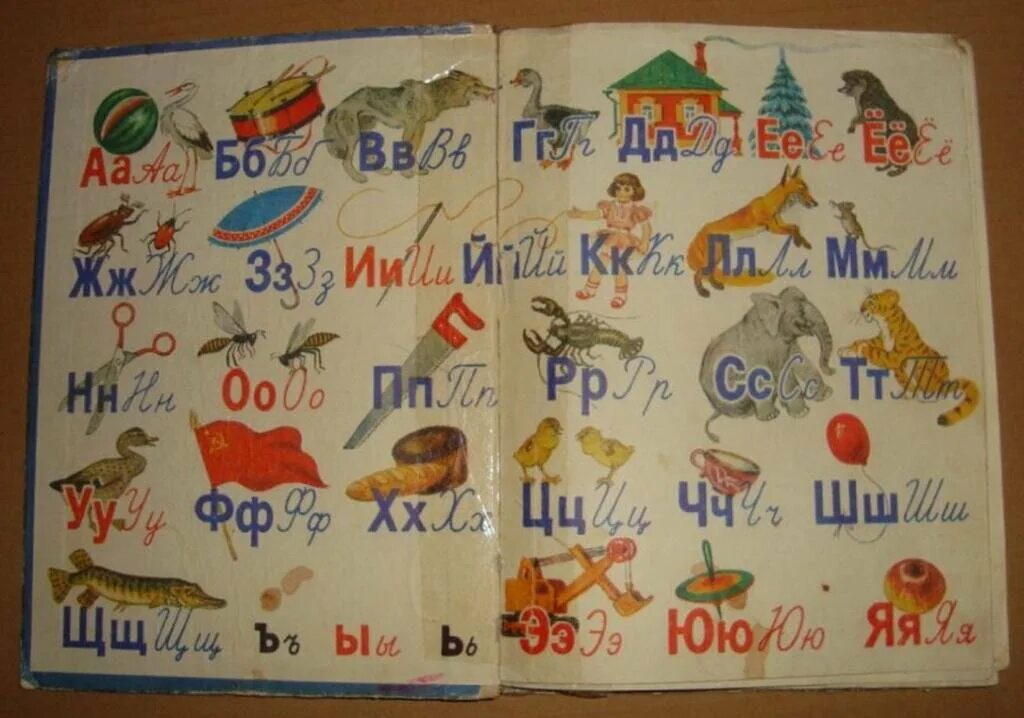 Аа Аа Бб Бб Вв Вв Гг Гг Дд Дд Ее Ее Ёё Ёё
Жж Жж Зз Зз Ии Ии Йй Йй Кк Кк Лл Лл Мм Мм
Нн Нн Оо Оо Пп Пп Рр Рр Сс Сс Тт Тт
Уу Уу Фф Фф Хх Хх Цц Цц Чч Чч Шш Шш
Щщ Щщ Ъъ Ыы Ьь Ээ Ээ Юю Юю Яя Яя